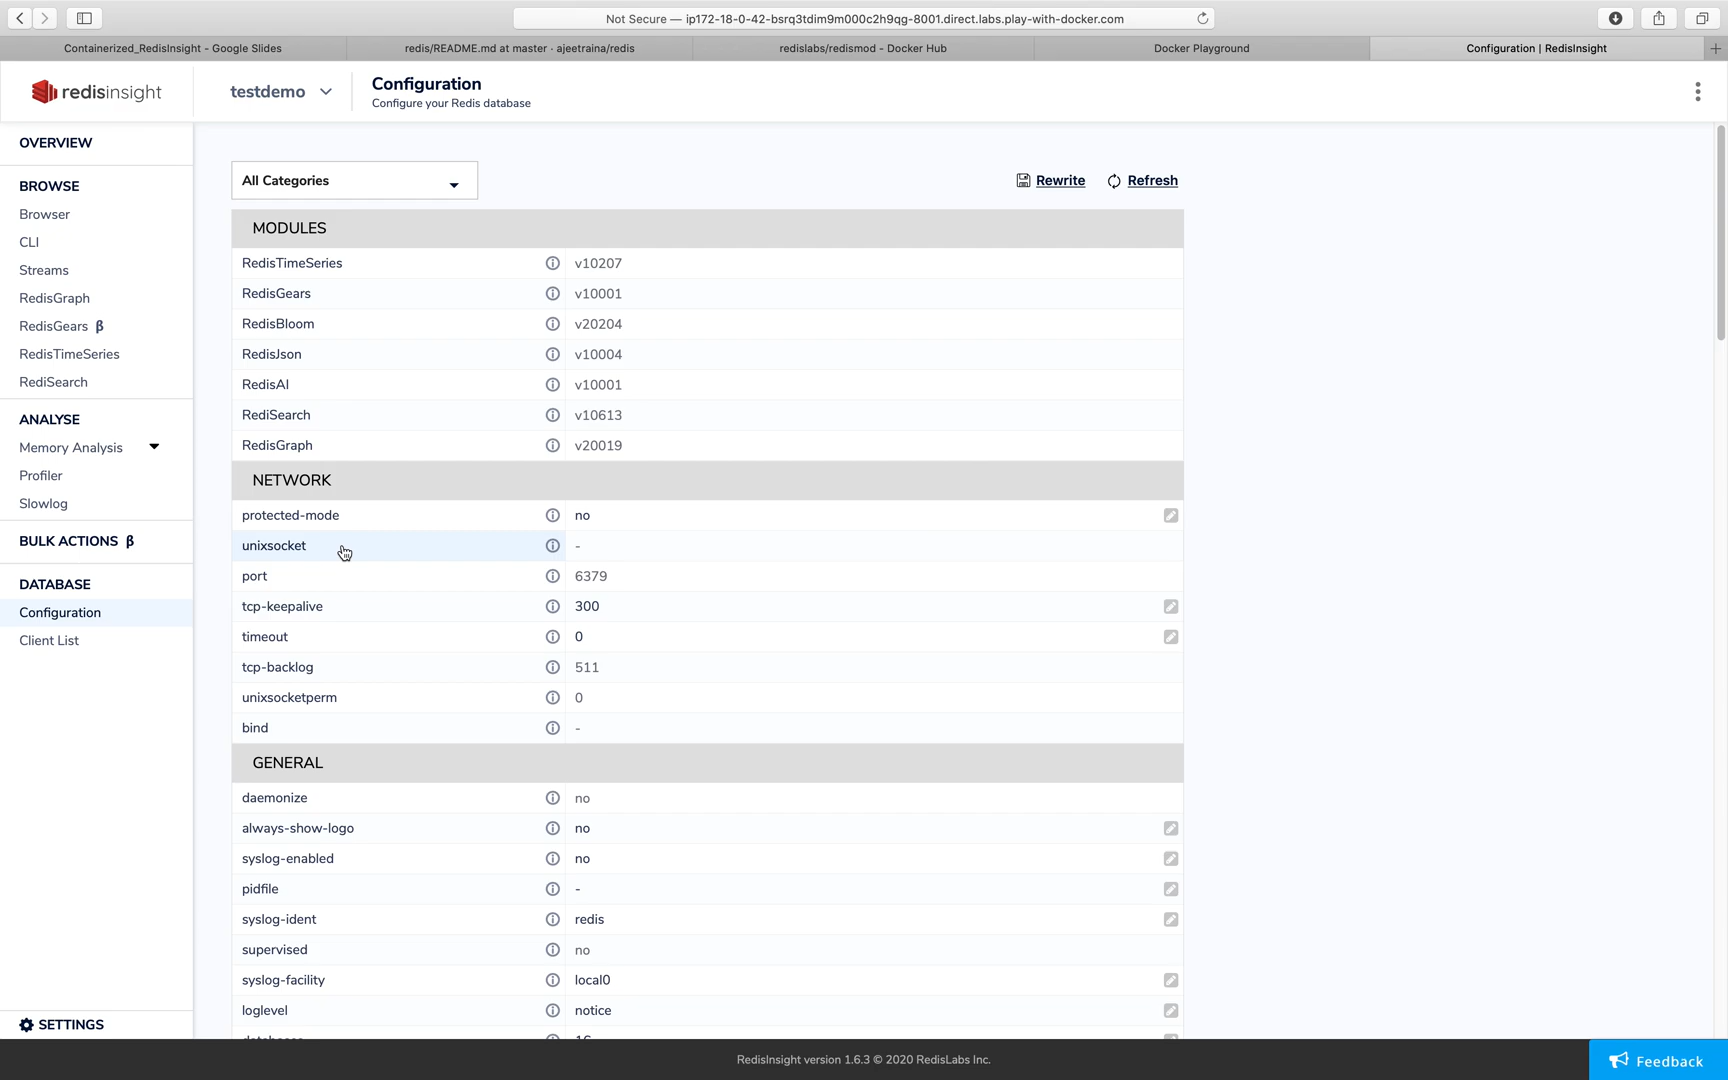 Not Secure — ip172-18-0-42-bsrq3tdim9m000c2h9qg-8001.direct.labs.play-with-docker.com
Containerized_RedisInsight - Google Slides
redis/README.md at master · ajeetraina/redis
redislabs/redismod - Docker Hub
Docker Playground
Configuration | RedisInsight
redisinsight
testdemo
Configuration
Configure your Redis database
OVERVIEW
BROWSE
Browser
CLI
Streams
RedisGraph
RedisGears β
RedisTimeSeries
RediSearch
ANALYSE
Memory Analysis
Profiler
Slowlog
BULK ACTIONS β
DATABASE
Configuration
Client List
SETTINGS
All Categories
Rewrite
Refresh
MODULES
RedisTimeSeries v10207
RedisGears v10001
RedisBloom v20204
RedisJson v10004
RedisAI v10001
RediSearch v10613
RedisGraph v20019
NETWORK
protected-mode no
unixsocket -
port 6379
tcp-keepalive 300
timeout 0
tcp-backlog 511
unixsocketperm 0
bind -
GENERAL
daemonize no
always-show-logo no
syslog-enabled no
pidfile -
syslog-ident redis
supervised no
syslog-facility local0
loglevel notice
RedisInsight version 1.6.3 © 2020 RedisLabs Inc.
Feedback